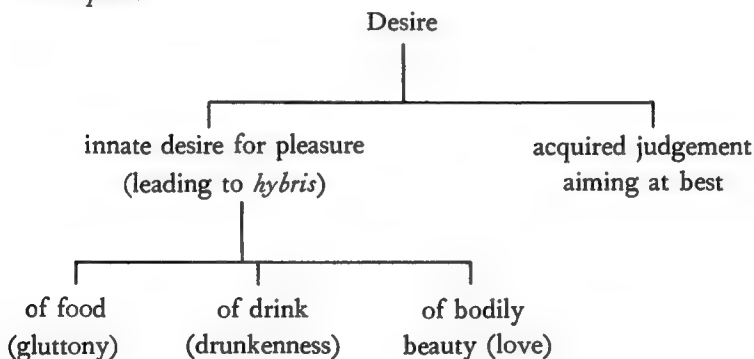 Desire
innate desire for pleasure
(leading to hybris)
acquired judgement
aiming at best
of food
(gluttony)
of drink
(drunkenness)
of bodily
beauty (love)